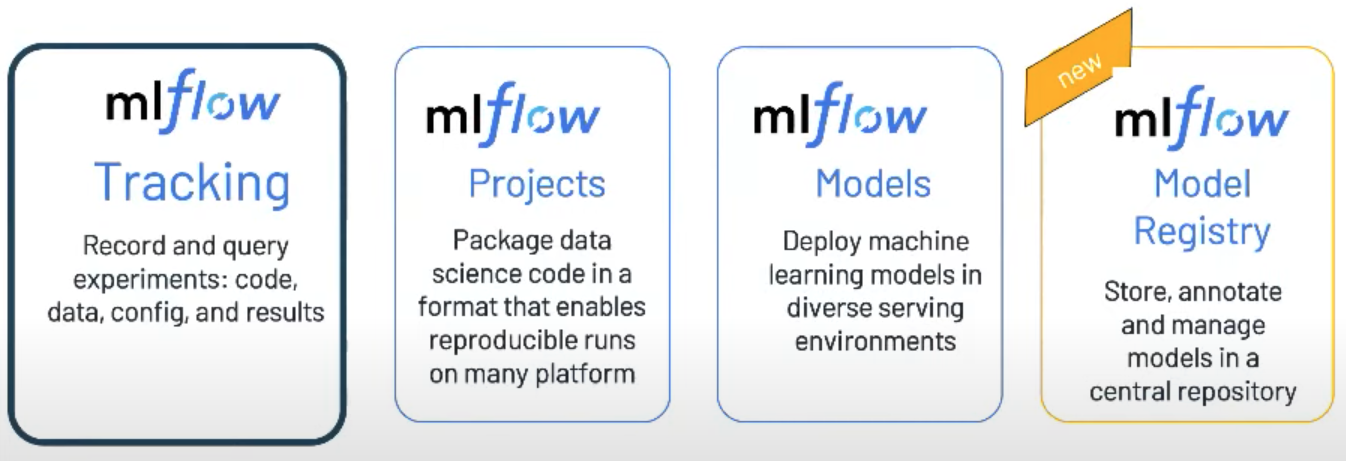 mlflow
Tracking
Record and query
experiments: code,
data, config, and results
mlflow
Projects
Package data
science code in a
format that enables
reproducible runs
on many platform
mlflow
Models
Deploy machine
learning models in
diverse serving
environments
new
mlflow
Model
Registry
Store, annotate
and manage
models in a
central repository